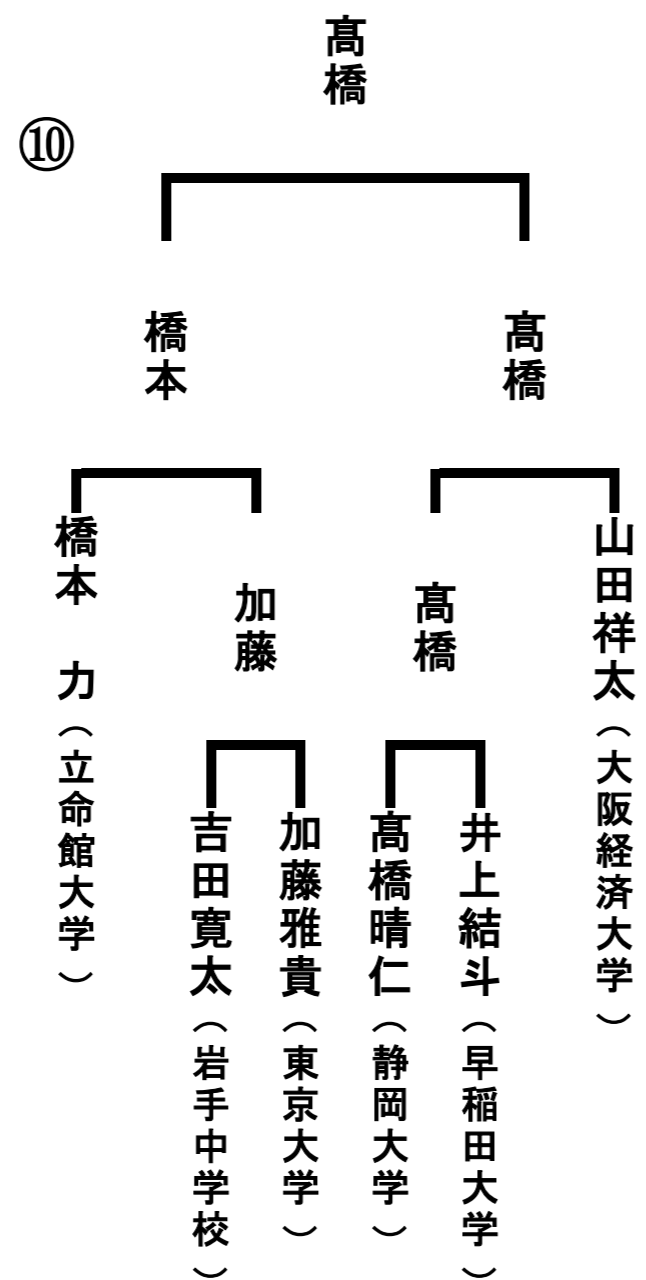 髙橋
⑩
橋本
髙橋
橋本　力（立命館大学）
加藤
髙橋
山田祥太（大阪経済大学）
吉田寛太（岩手中学校）
加藤雅貴（東京大学）
髙橋晴仁（静岡大学）
井上結斗（早稲田大学）